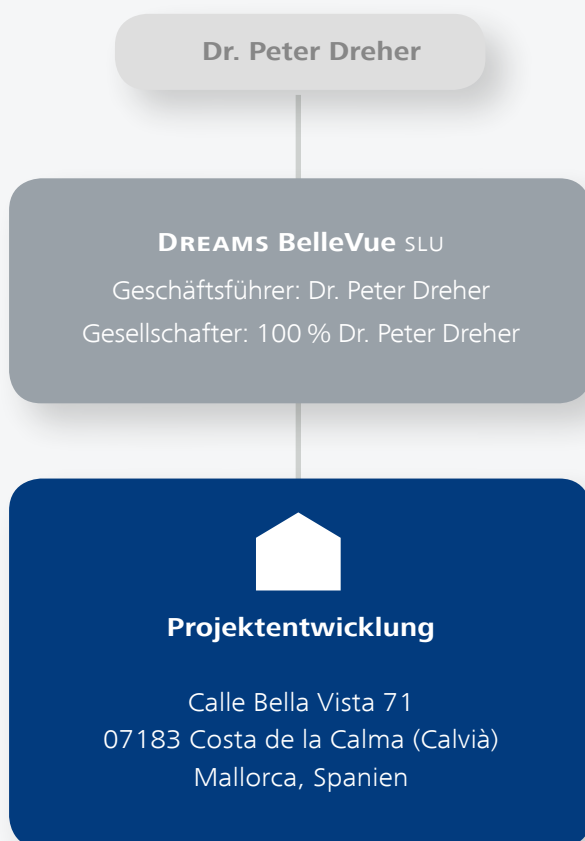 Dr. Peter Dreher
DREAMS BelleVue SLU
Geschäftsführer: Dr. Peter Dreher
Gesellschafter: 100 % Dr. Peter Dreher
Projektentwicklung
Calle Bella Vista 71
07183 Costa de la Calma (Calvià)
Mallorca, Spanien